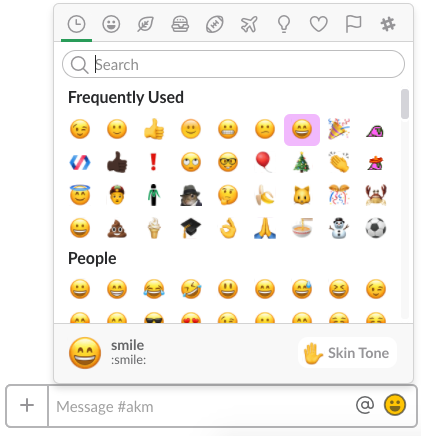 Search
Frequently Used
People
smile
:smile:
Skin Tone
Message #akm